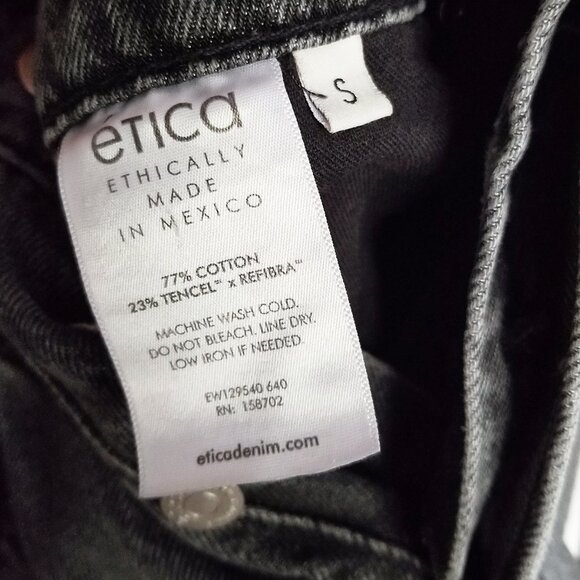 ética
ETHICALLY
MADE
IN MEXICO
77% COTTON
23% TENCEL™ x REFIBRA™
MACHINE WASH COLD.
DO NOT BLEACH. LINE DRY.
LOW IRON IF NEEDED.
EW129540 640
RN: 158702
eticadenim.com
S